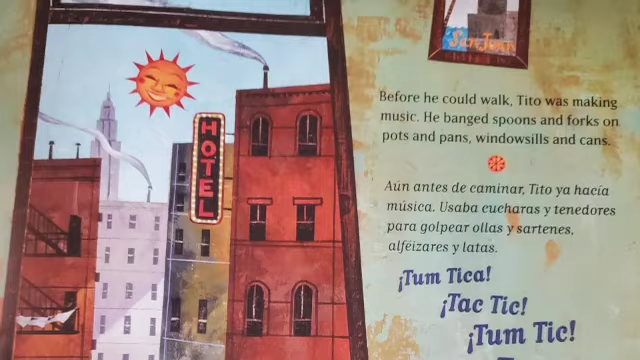 HOTEL
San Juan
Before he could walk, Tito was making
music. He banged spoons and forks on
pots and pans, windowsills and cans.
Aún antes de caminar, Tito ya hacía
música. Usaba cucharas y tenedores
para golpear ollas y sartenes,
alféizares y latas.
¡Tum Tica!
¡Tac Tic!
¡Tum Tic!